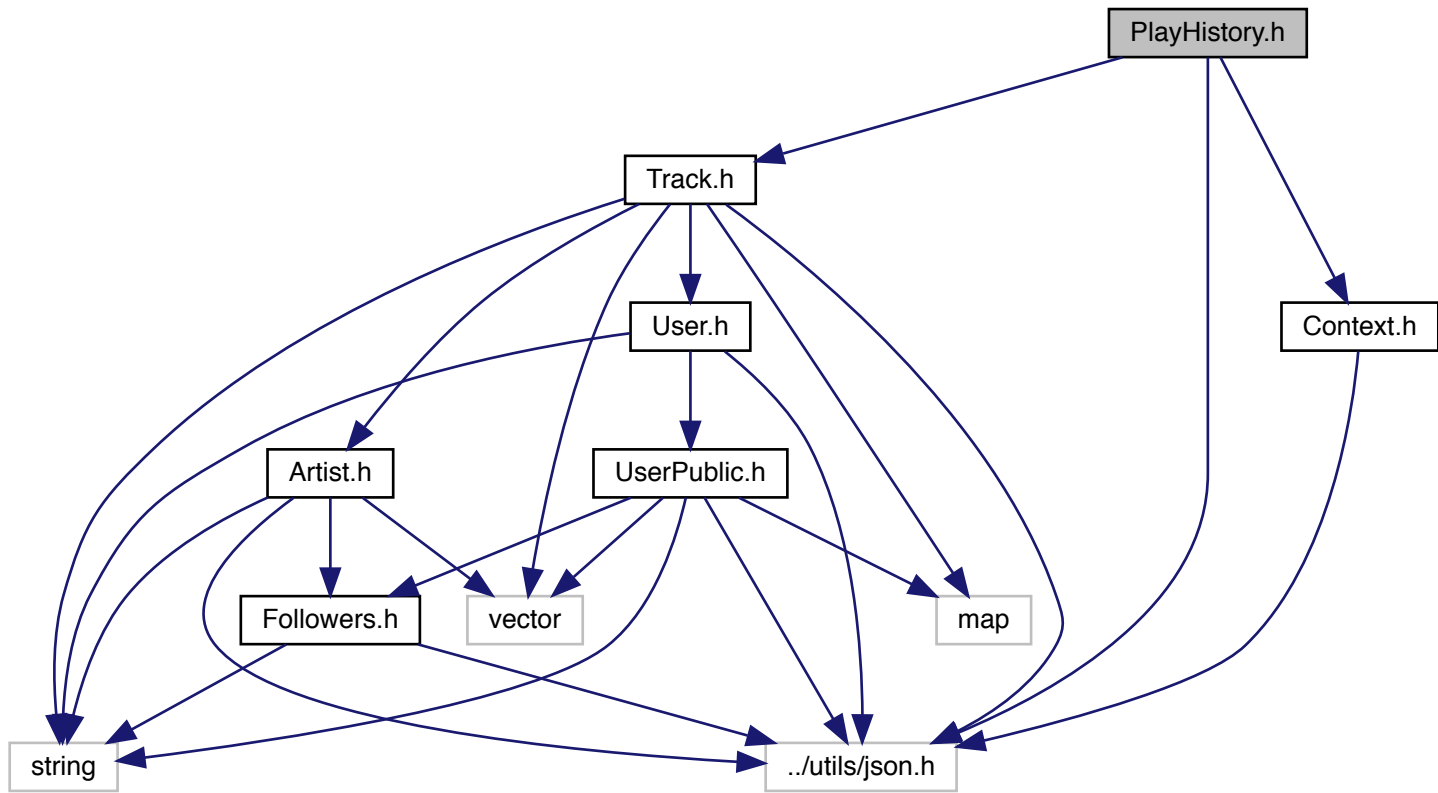 PlayHistory.h
Track.h
User.h
Context.h
Artist.h
UserPublic.h
Followers.h
vector
map
string
../utils/json.h